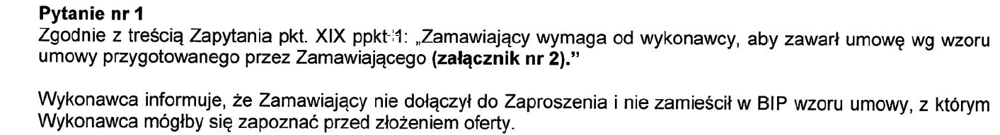 Pytanie nr 1
Zgodnie z treścią Zapytania pkt. XIX ppkt 1: „Zamawiający wymaga od wykonawcy, aby zawarł umowę wg wzoru
umowy przygotowanego przez Zamawiającego (załącznik nr 2).”
Wykonawca informuje, że Zamawiający nie dołączył do Zaproszenia i nie zamieścił w BIP wzoru umowy, z którym
Wykonawca mógłby się zapoznać przed złożeniem oferty.